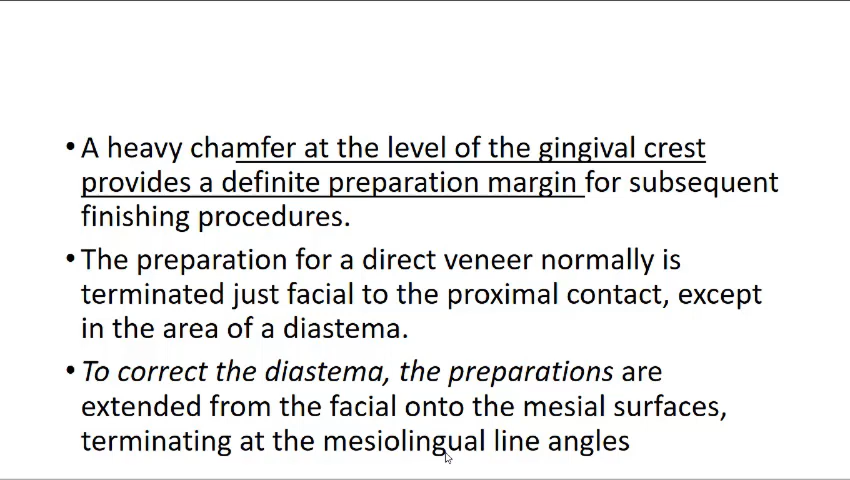 • A heavy chamfer at the level of the gingival crest
provides a definite preparation margin for subsequent
finishing procedures.
• The preparation for a direct veneer normally is
terminated just facial to the proximal contact, except
in the area of a diastema.
• To correct the diastema, the preparations are
extended from the facial onto the mesial surfaces,
terminating at the mesiolingual line angles